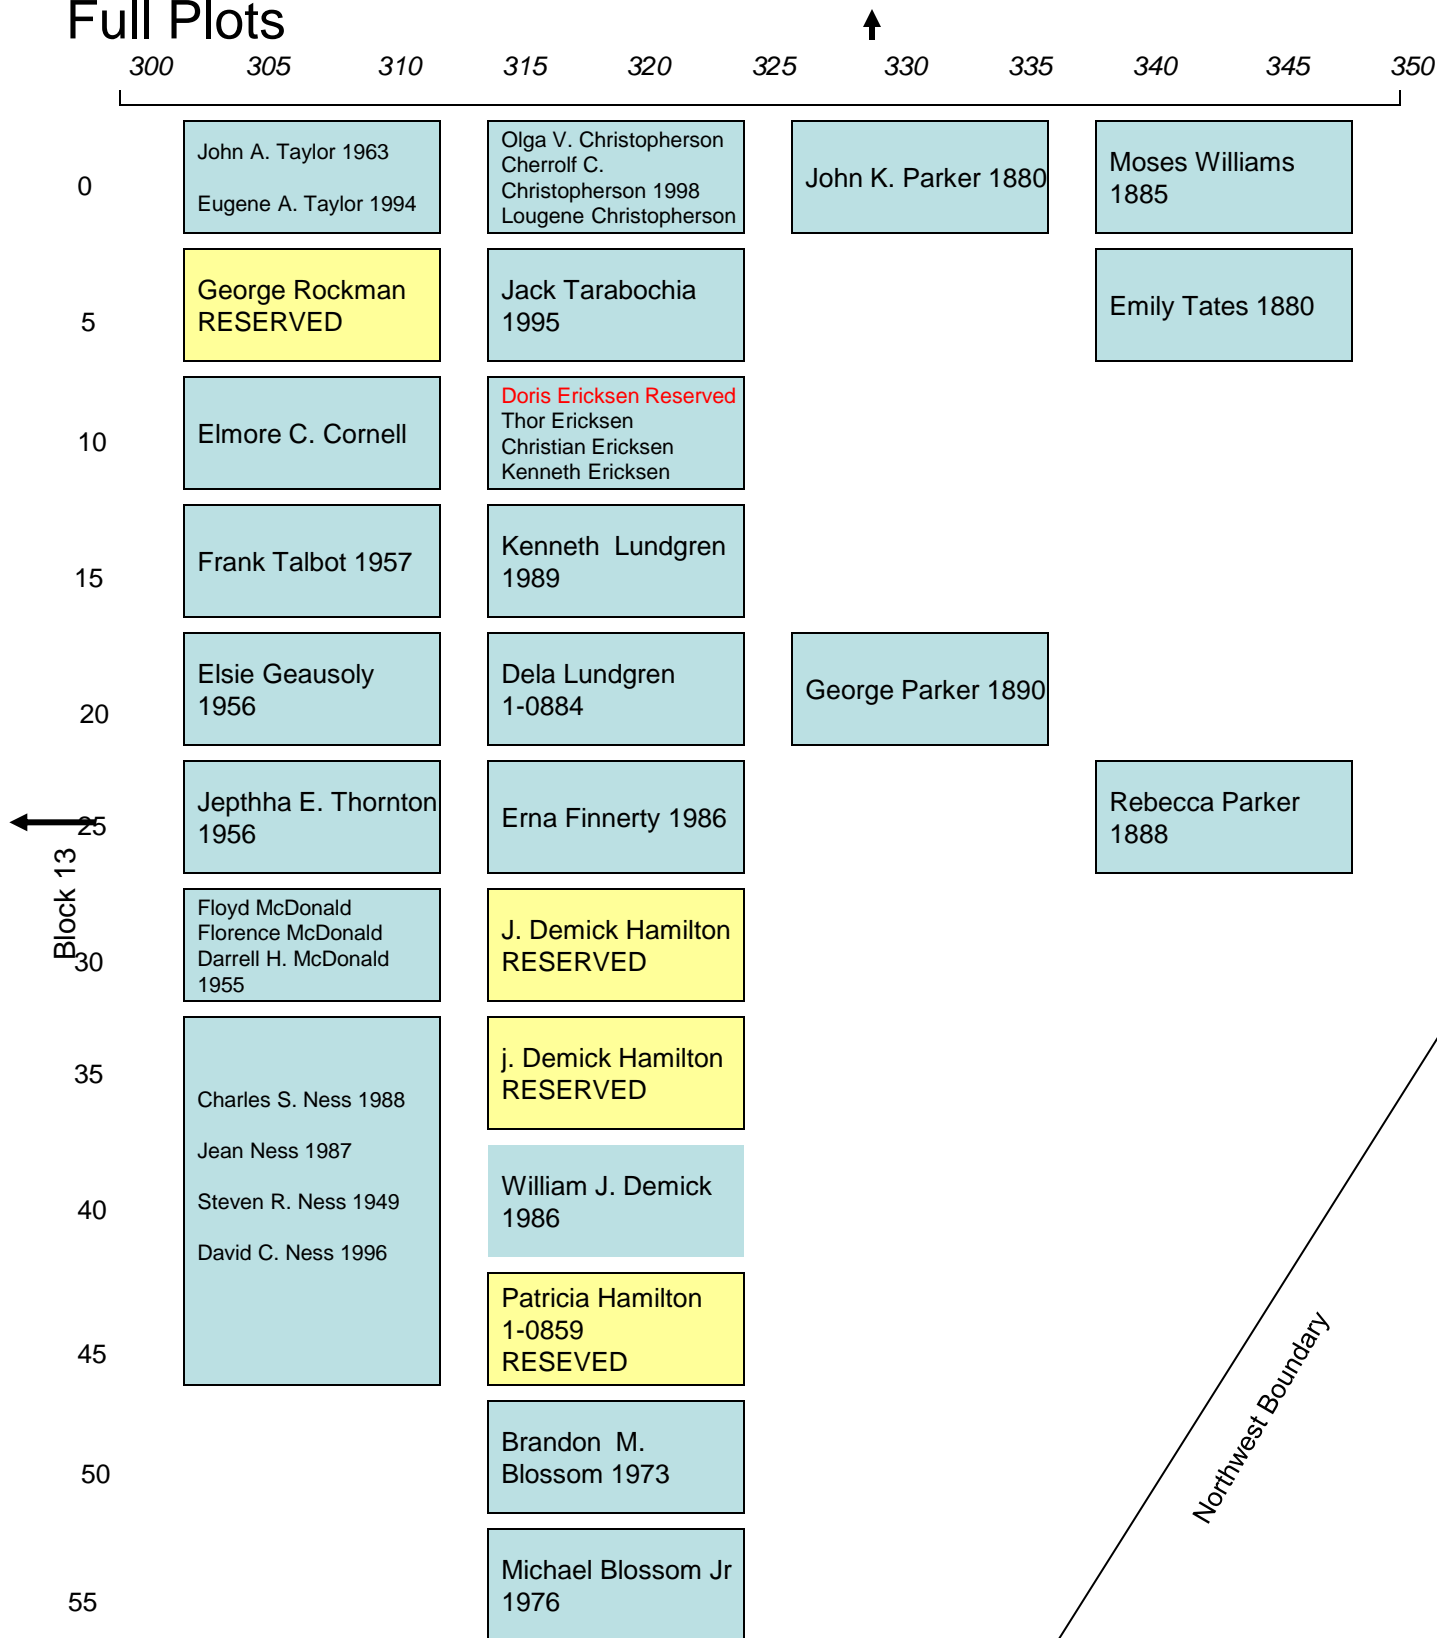 Full Plots
300 305 310 315 320 325 330 335 340 345 350
0
John A. Taylor 1963
Eugene A. Taylor 1994
Olga V. Christopherson
Cherrolf C.
Christopherson 1998
Lougene Christopherson
John K. Parker 1880
Moses Williams
1885
5
George Rockman
RESERVED
Jack Tarabochia
1995
Emily Tates 1880
10
Elmore C. Cornell
Doris Ericksen Reserved
Thor Ericksen
Christian Ericksen
Kenneth Ericksen
15
Frank Talbot 1957
Kenneth Lundgren
1989
20
Elsie Geausoly
1956
Dela Lundgren
1-0884
George Parker 1890
25
Jepthha E. Thornton
1956
Erna Finnerty 1986
Rebecca Parker
1888
Block 13
30
Floyd McDonald
Florence McDonald
Darrell H. McDonald
1955
J. Demick Hamilton
RESERVED
35
Charles S. Ness 1988
Jean Ness 1987
Steven R. Ness 1949
David C. Ness 1996
j. Demick Hamilton
RESERVED
40
William J. Demick
1986
45
Patricia Hamilton
1-0859
RESEVED
Northwest Boundary
50
Brandon M.
Blossom 1973
55
Michael Blossom Jr
1976